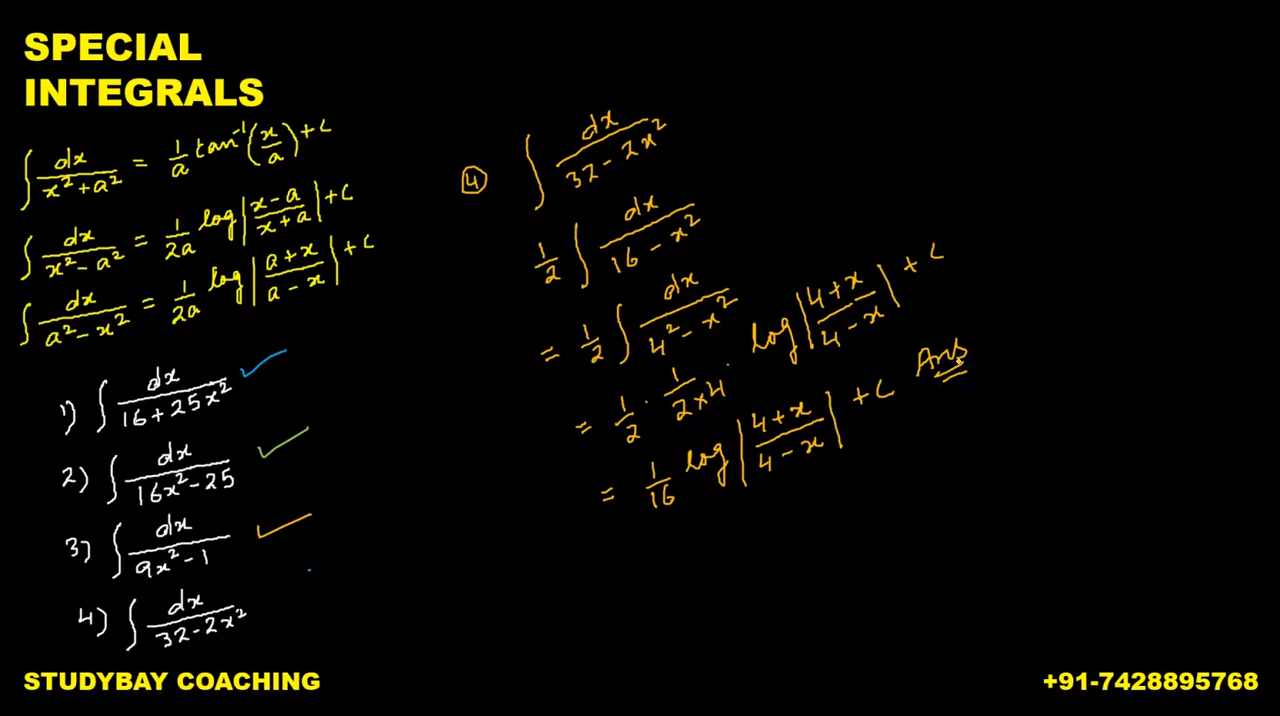 SPECIAL
INTEGRALS
∫ dx/(x² + a²) = 1/a tan⁻¹(x/a) + C
∫ dx/(x² - a²) = 1/2a log|(x - a)/(x + a)| + C
∫ dx/(a² - x²) = 1/2a log|(a + x)/(a - x)| + C
1) ∫ dx/(16 + 25x²)
2) ∫ dx/(16x² - 25)
3) ∫ dx/(9x² - 1)
4) ∫ dx/(32 - 2x²)
④ ∫ dx/(32 - 2x²)
1/2 ∫ dx/(16 - x²)
= 1/2 ∫ dx/(4² - x²)
= 1/2 · 1/(2×4) · log|(4 + x)/(4 - x)| + C
= 1/16 log|(4 + x)/(4 - x)| + C Ans
STUDYBAY COACHING
+91-7428895768